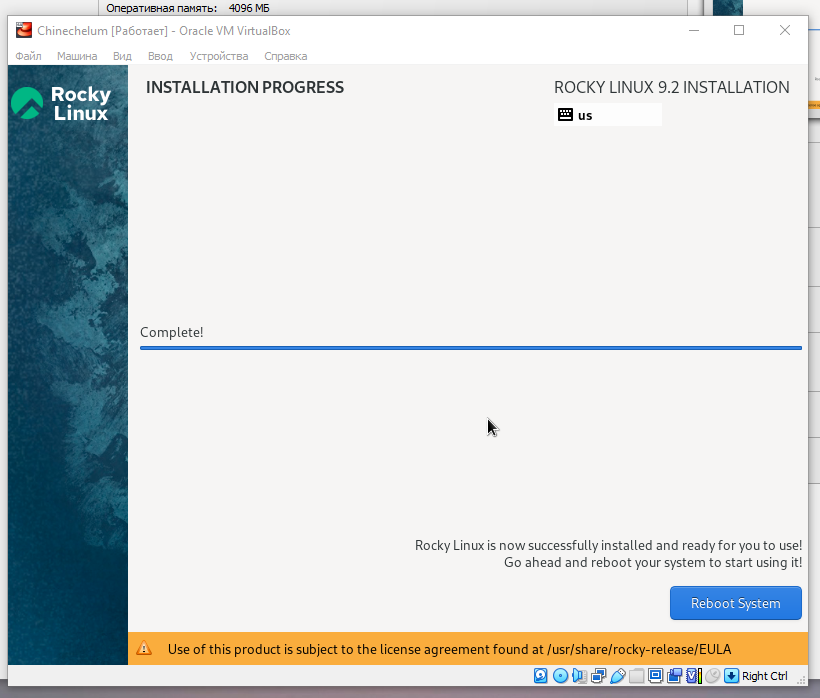 Оперативная память: 4096 МБ
Chinechelum [Работает] - Oracle VM VirtualBox
Файл Машина Вид Ввод Устройства Справка
Rocky
Linux
INSTALLATION PROGRESS
ROCKY LINUX 9.2 INSTALLATION
us
Complete!
Rocky Linux is now successfully installed and ready for you to use!
Go ahead and reboot your system to start using it!
Reboot System
Use of this product is subject to the license agreement found at /usr/share/rocky-release/EULA
Right Ctrl